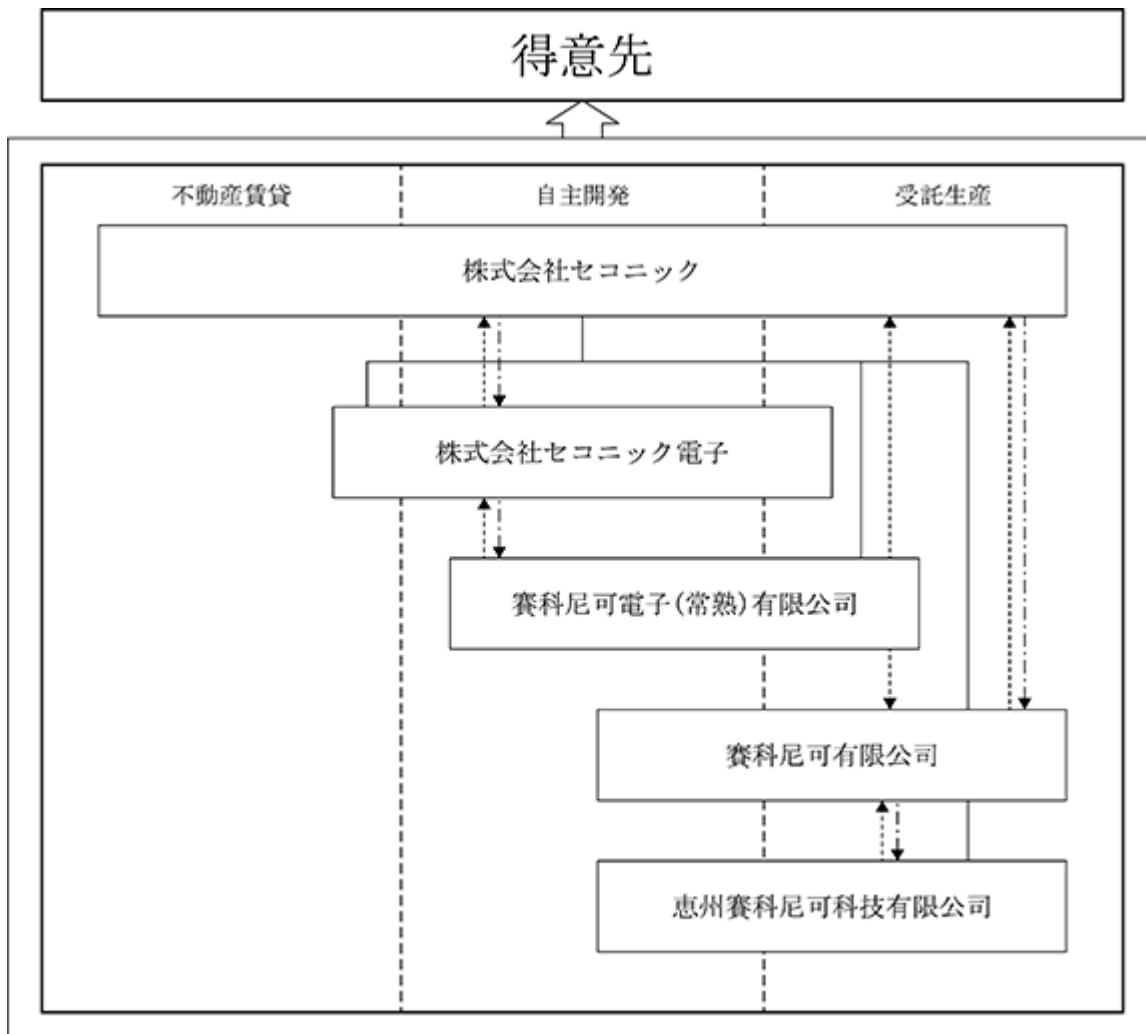 得意先
不動産賃貸
自主開発
受託生産
株式会社セコニック
株式会社セコニック電子
賽科尼可電子(常熟)有限公司
賽科尼可有限公司
恵州賽科尼可科技有限公司